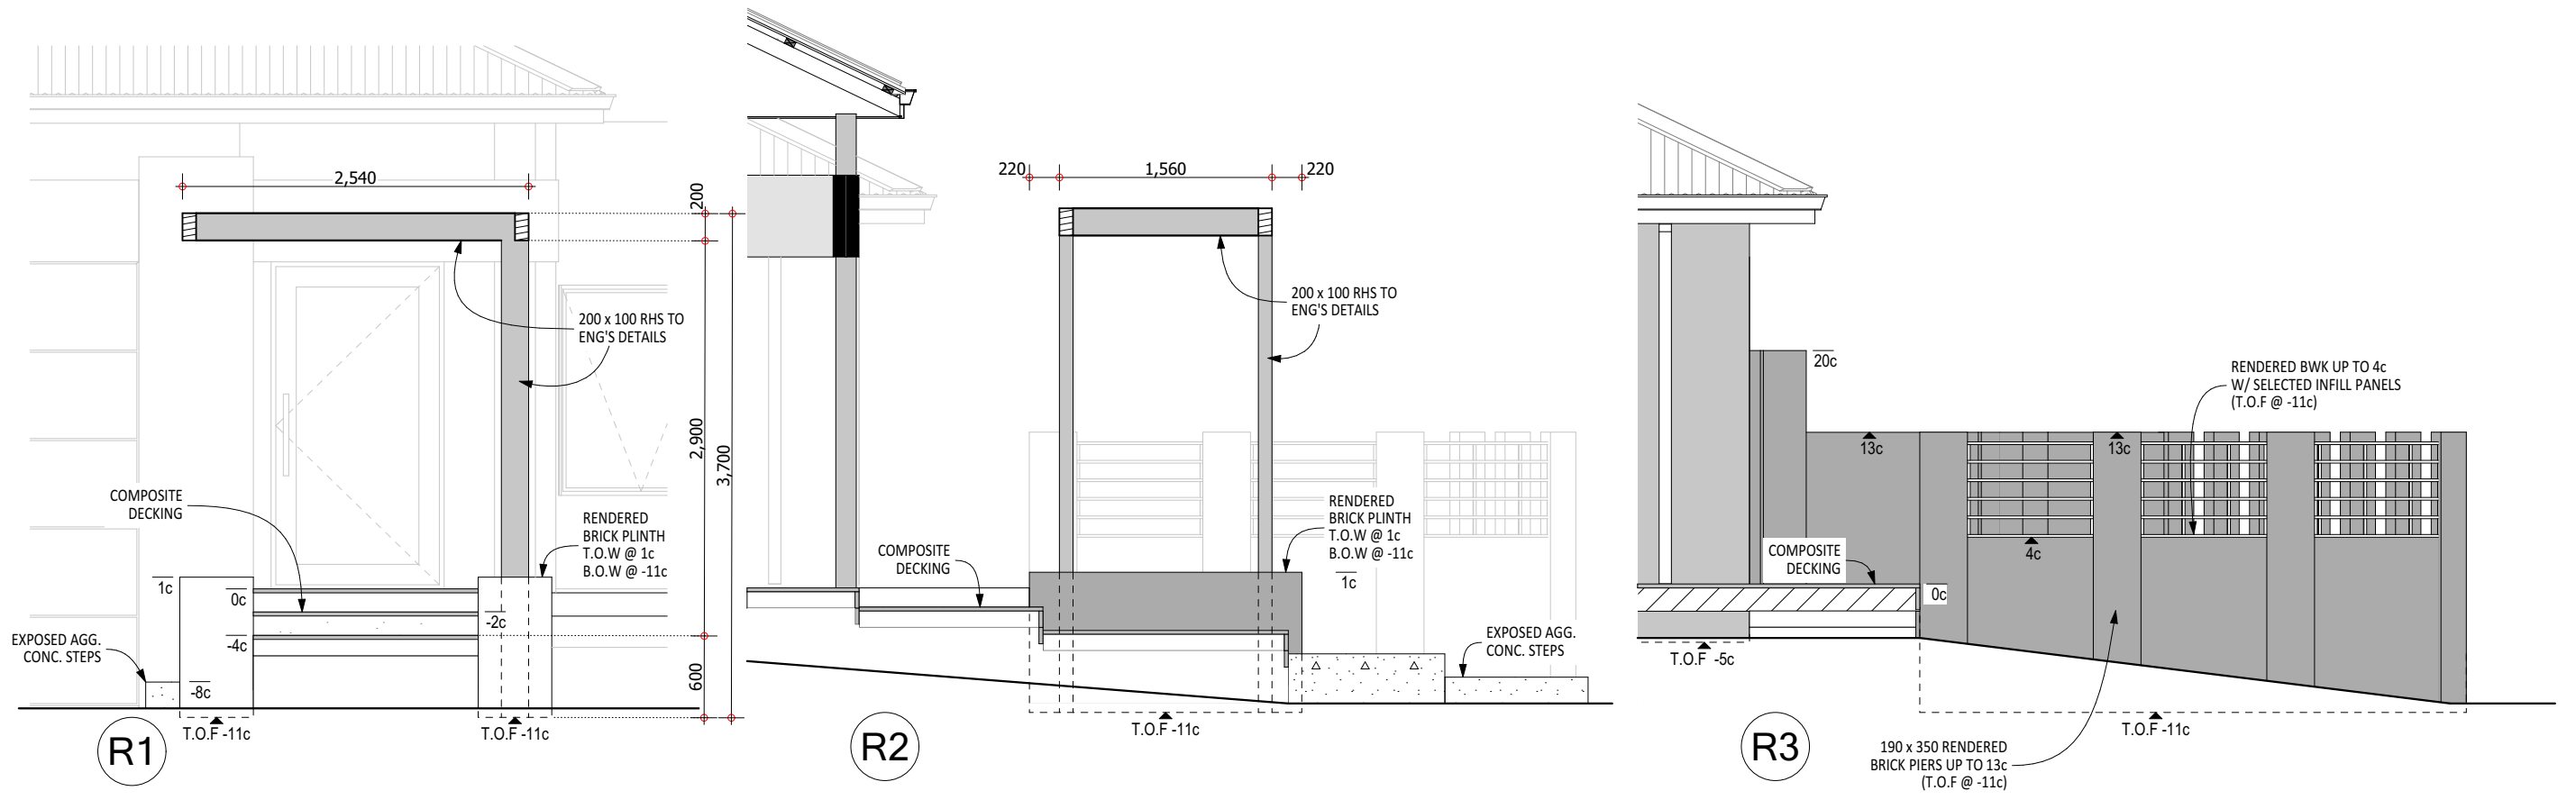 2,540
200
2,900
3,700
600
200 x 100 RHS TO
ENG'S DETAILS
COMPOSITE
DECKING
RENDERED
BRICK PLINTH
T.O.W @ 1c
B.O.W @ -11c
1c
0c
-2c
-4c
EXPOSED AGG.
CONC. STEPS
-8c
T.O.F -11c
T.O.F -11c
R1
220
1,560
220
200 x 100 RHS TO
ENG'S DETAILS
RENDERED
BRICK PLINTH
T.O.W @ 1c
B.O.W @ -11c
1c
COMPOSITE
DECKING
EXPOSED AGG.
CONC. STEPS
T.O.F -11c
R2
20c
RENDERED BWK UP TO 4c
W/ SELECTED INFILL PANELS
(T.O.F @ -11c)
13c
13c
4c
COMPOSITE
DECKING
0c
T.O.F -5c
T.O.F -11c
190 x 350 RENDERED
BRICK PIERS UP TO 13c
(T.O.F @ -11c)
R3